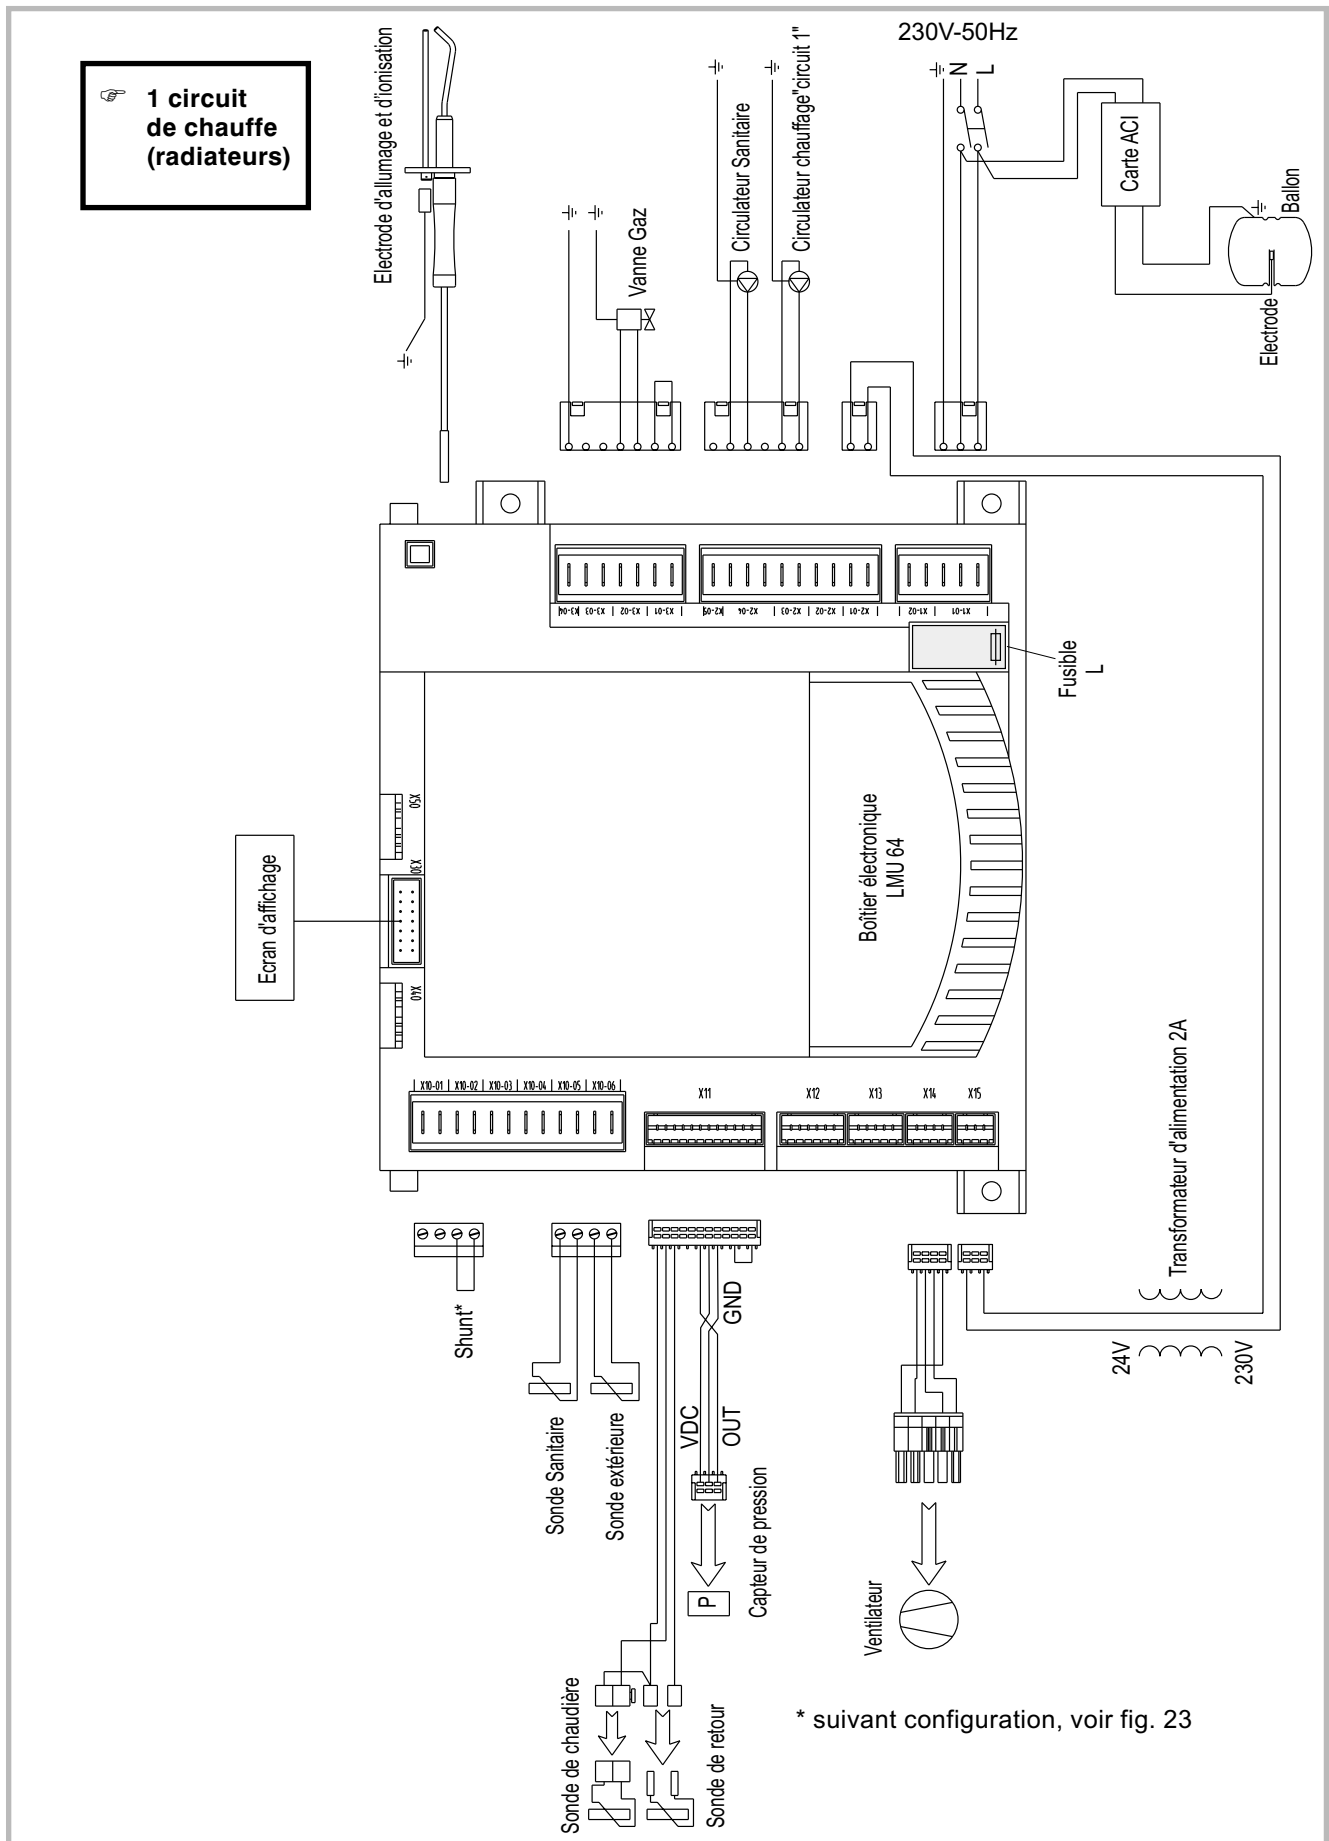 ☞ 1 circuit
de chauffe
(radiateurs)
Electrode d'allumage et d'ionisation
Vanne Gaz
Circulateur Sanitaire
Circulateur chauffage"circuit 1"
230V-50Hz
N
L
Carte ACI
Ballon
Electrode
X3-04
X3-03
X3-02
X3-01
X2-05
X2-04
X2-03
X2-02
X2-01
X1-02
X1-01
Fusible
L
X50
X30
X40
Ecran d'affichage
Boîtier électronique
LMU 64
X10-01
X10-02
X10-03
X10-04
X10-05
X10-06
X11
X12
X13
X14
X15
Transformateur d'alimentation 2A
24V
230V
Shunt*
Sonde Sanitaire
Sonde extérieure
VDC
GND
OUT
P
Capteur de pression
Ventilateur
Sonde de chaudière
Sonde de retour
* suivant configuration, voir fig. 23